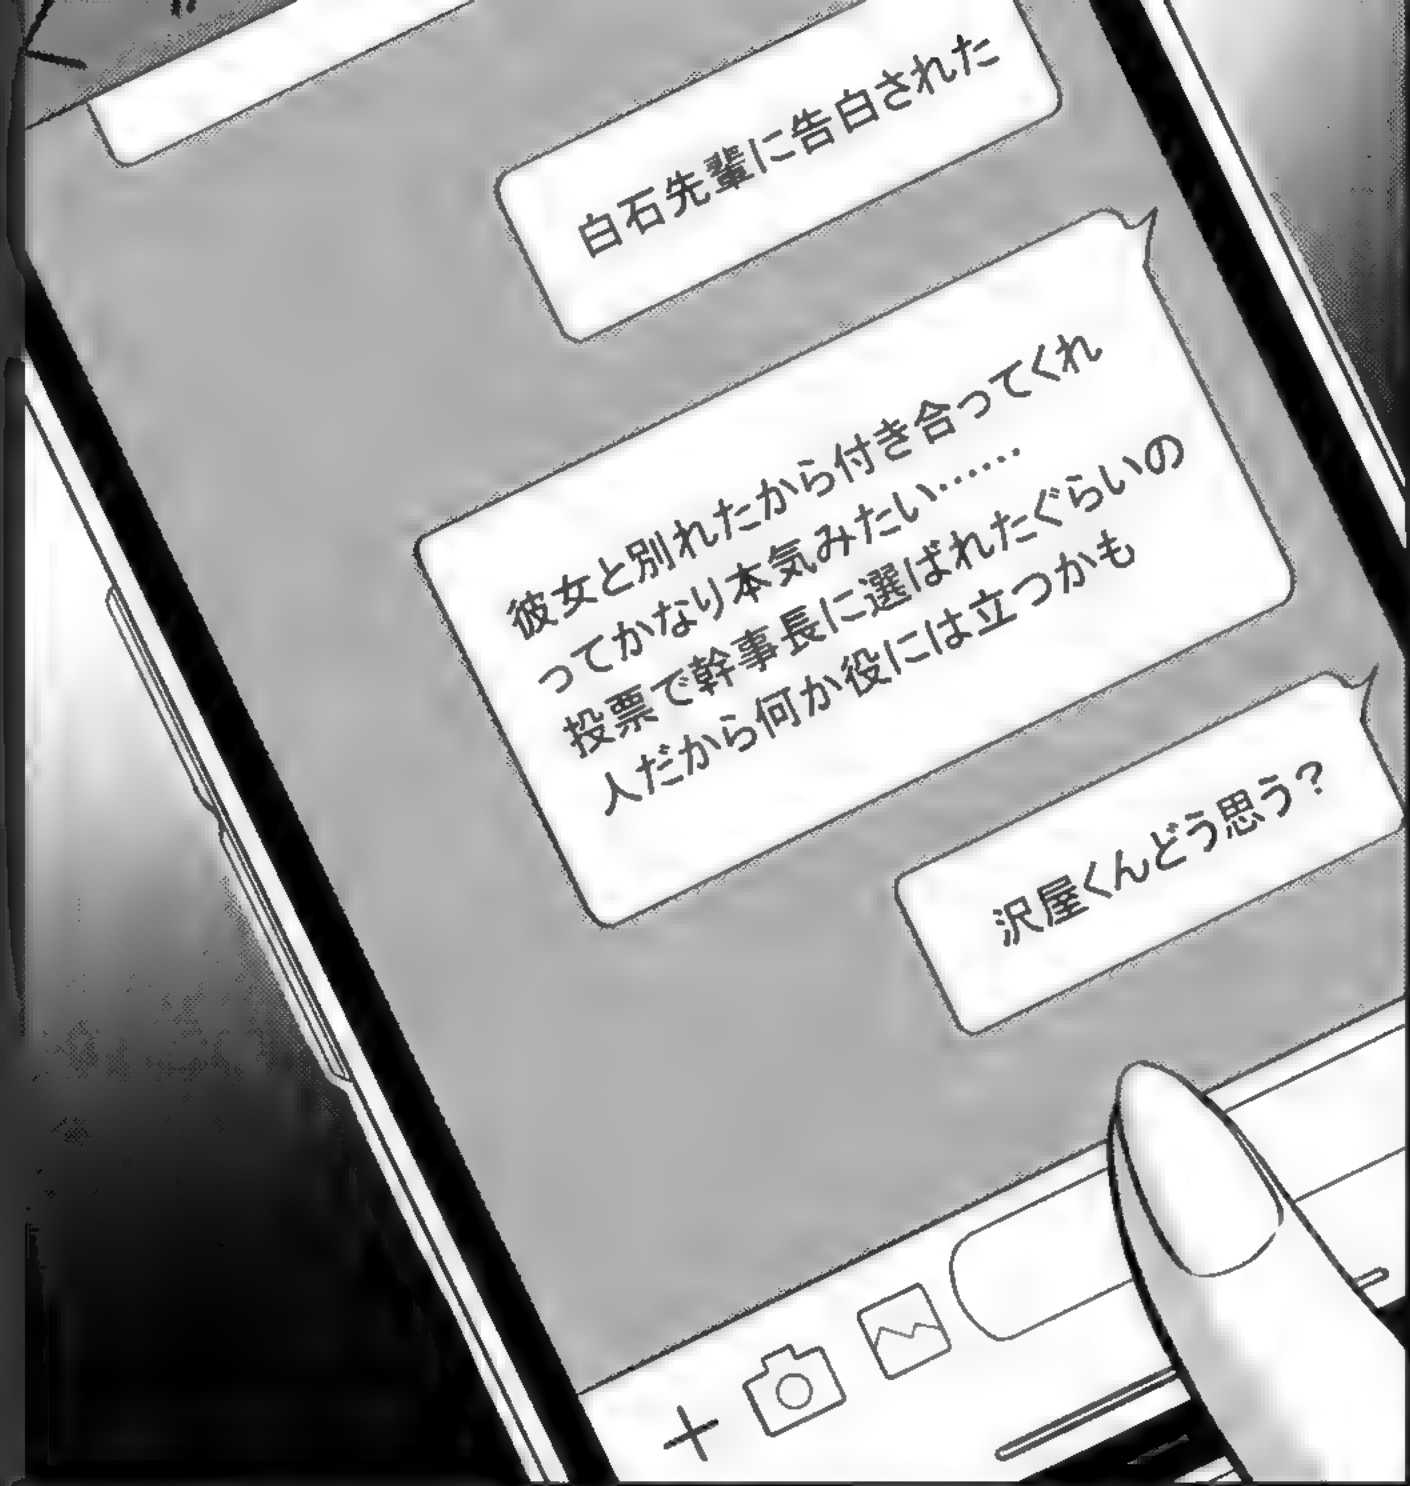 白石先輩に告白された
彼女と別れたから付き合ってくれ
ってかなり本気みたい……
投票で幹事長に選ばれたぐらいの
人だから何か役には立つかも
沢屋くんどう思う？